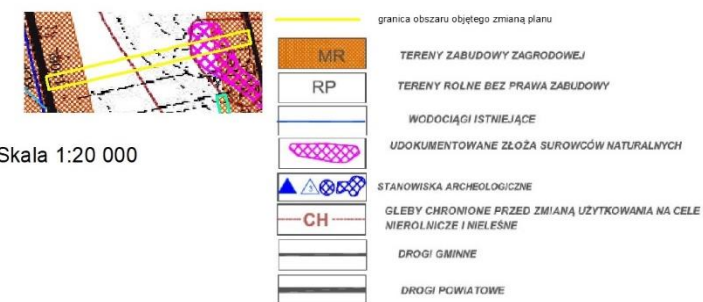 granica obszaru objętego zmianą planu
MR TERENY ZABUDOWY ZAGRODOWEJ
RP TERENY ROLNE BEZ PRAWA ZABUDOWY
WODOCIĄGI ISTNIEJĄCE
Skala 1:20 000
UDOKUMENTOWANE ZŁOŻA SUROWCÓW NATURALNYCH
STANOWISKA ARCHEOLOGICZNE
CH GLEBY CHRONIONE PRZED ZMIANĄ UŻYTKOWANIA NA CELE
NIEROLNICZE I NIELEŚNE
DROGI GMINNE
DROGI POWIATOWE